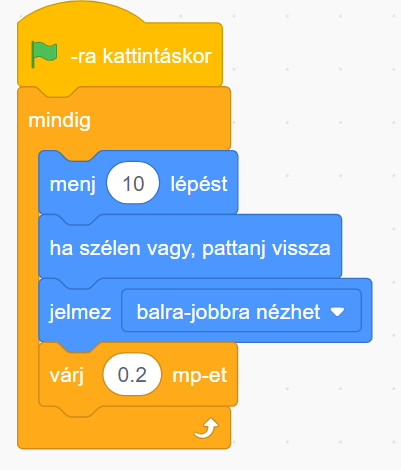 -ra kattintáskor
mindig
menj 10 lépést
ha szélen vagy, pattanj vissza
jelmez balra-jobbra nézhet
várj 0.2 mp-et